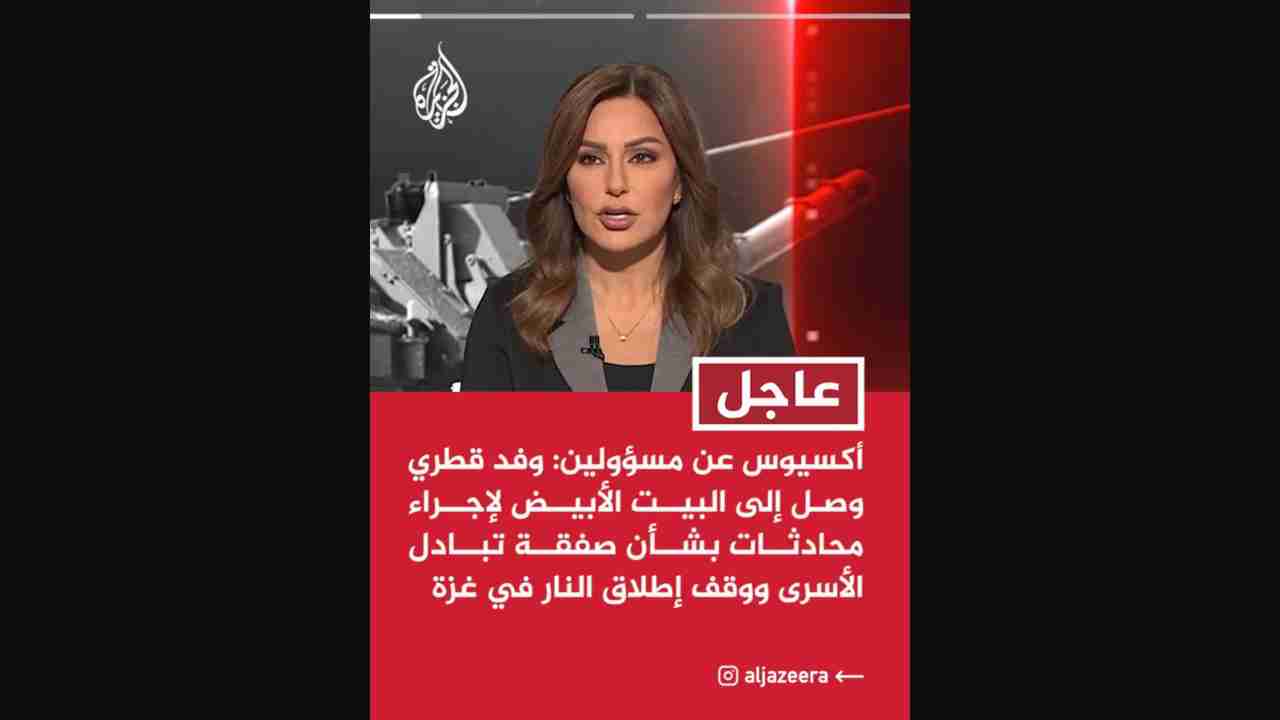 الجزيرة
عاجل
أكسيوس عن مسؤولين: وفد قطري
وصل إلى البيت الأبيض لإجراء
محادثات بشأن صفقة تبادل
الأسرى ووقف إطلاق النار في غزة
aljazeera